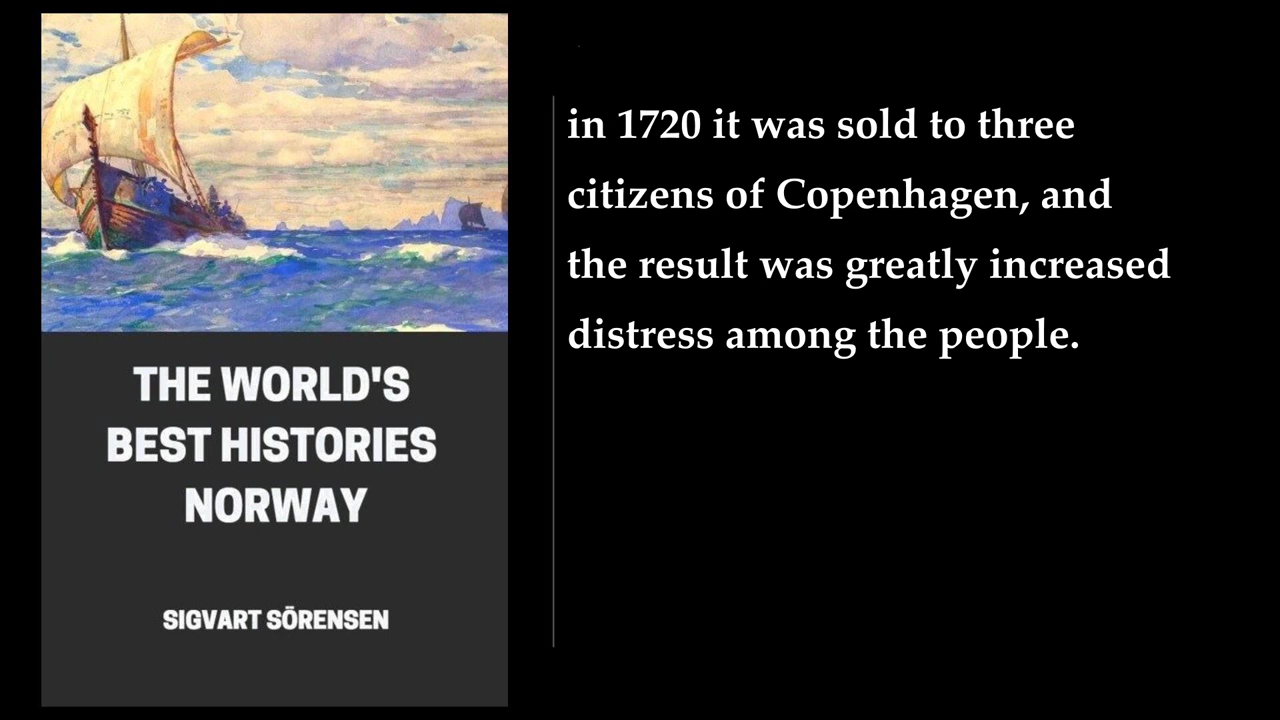 THE WORLD'S
BEST HISTORIES
NORWAY
SIGVART SÖRENSEN
in 1720 it was sold to three
citizens of Copenhagen, and
the result was greatly increased
distress among the people.